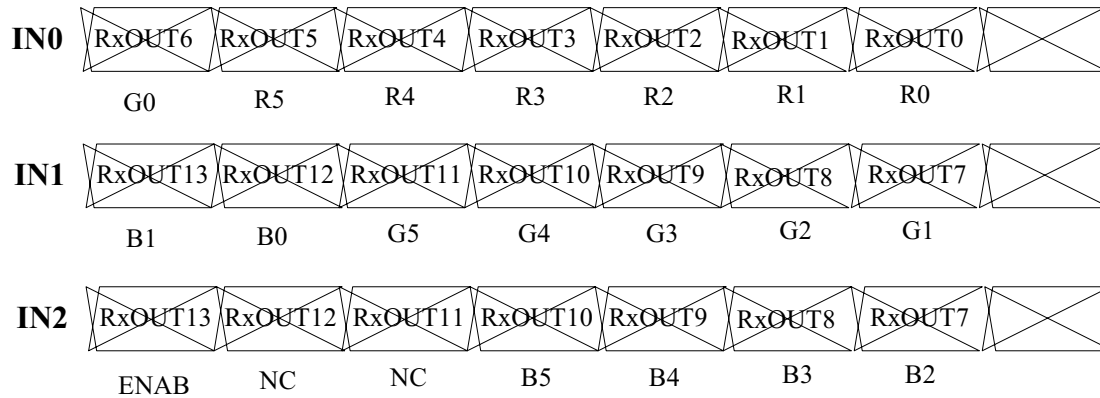 IN0 RxOUT6 RxOUT5 RxOUT4 RxOUT3 RxOUT2 RxOUT1 RxOUT0
G0 R5 R4 R3 R2 R1 R0
IN1 RxOUT13 RxOUT12 RxOUT11 RxOUT10 RxOUT9 RxOUT8 RxOUT7
B1 B0 G5 G4 G3 G2 G1
IN2 RxOUT13 RxOUT12 RxOUT11 RxOUT10 RxOUT9 RxOUT8 RxOUT7
ENAB NC NC B5 B4 B3 B2